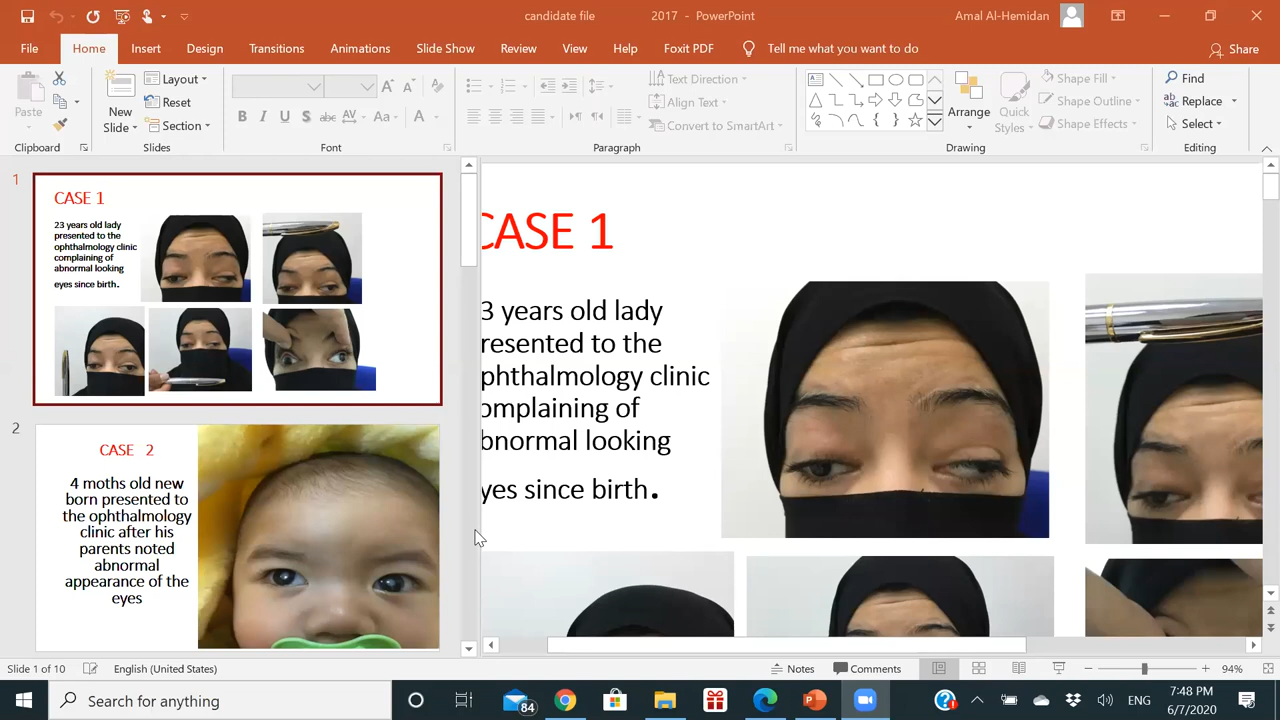 candidate file 2017 - PowerPoint
Amal Al-Hemidan
File Home Insert Design Transitions Animations Slide Show Review View Help Foxit PDF Tell me what you want to do Share
Paste
New
Slide
Layout
Reset
Section
B I U S abc AV Aa A
Text Direction
Align Text
Convert to SmartArt
Arrange
Quick
Styles
Shape Fill
Shape Outline
Shape Effects
Find
Replace
Select
Clipboard Slides Font Paragraph Drawing Editing
1
CASE 1
23 years old lady
presented to the
ophthalmology clinic
complaining of
abnormal looking
eyes since birth.
2
CASE 2
4 moths old new
born presented to
the ophthalmology
clinic after his
parents noted
abnormal
appearance of the
eyes
CASE 1
3 years old lady
resented to the
phthalmology clinic
omplaining of
bnormal looking
yes since birth.
Slide 1 of 10 English (United States) Notes Comments 94%
Search for anything
84
ENG
7:48 PM
6/7/2020